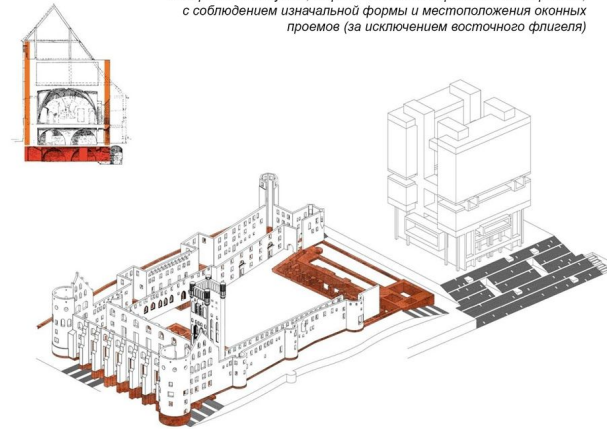 с соблюдением изначальной формы и местоположения оконных
проемов (за исключением восточного флигеля)